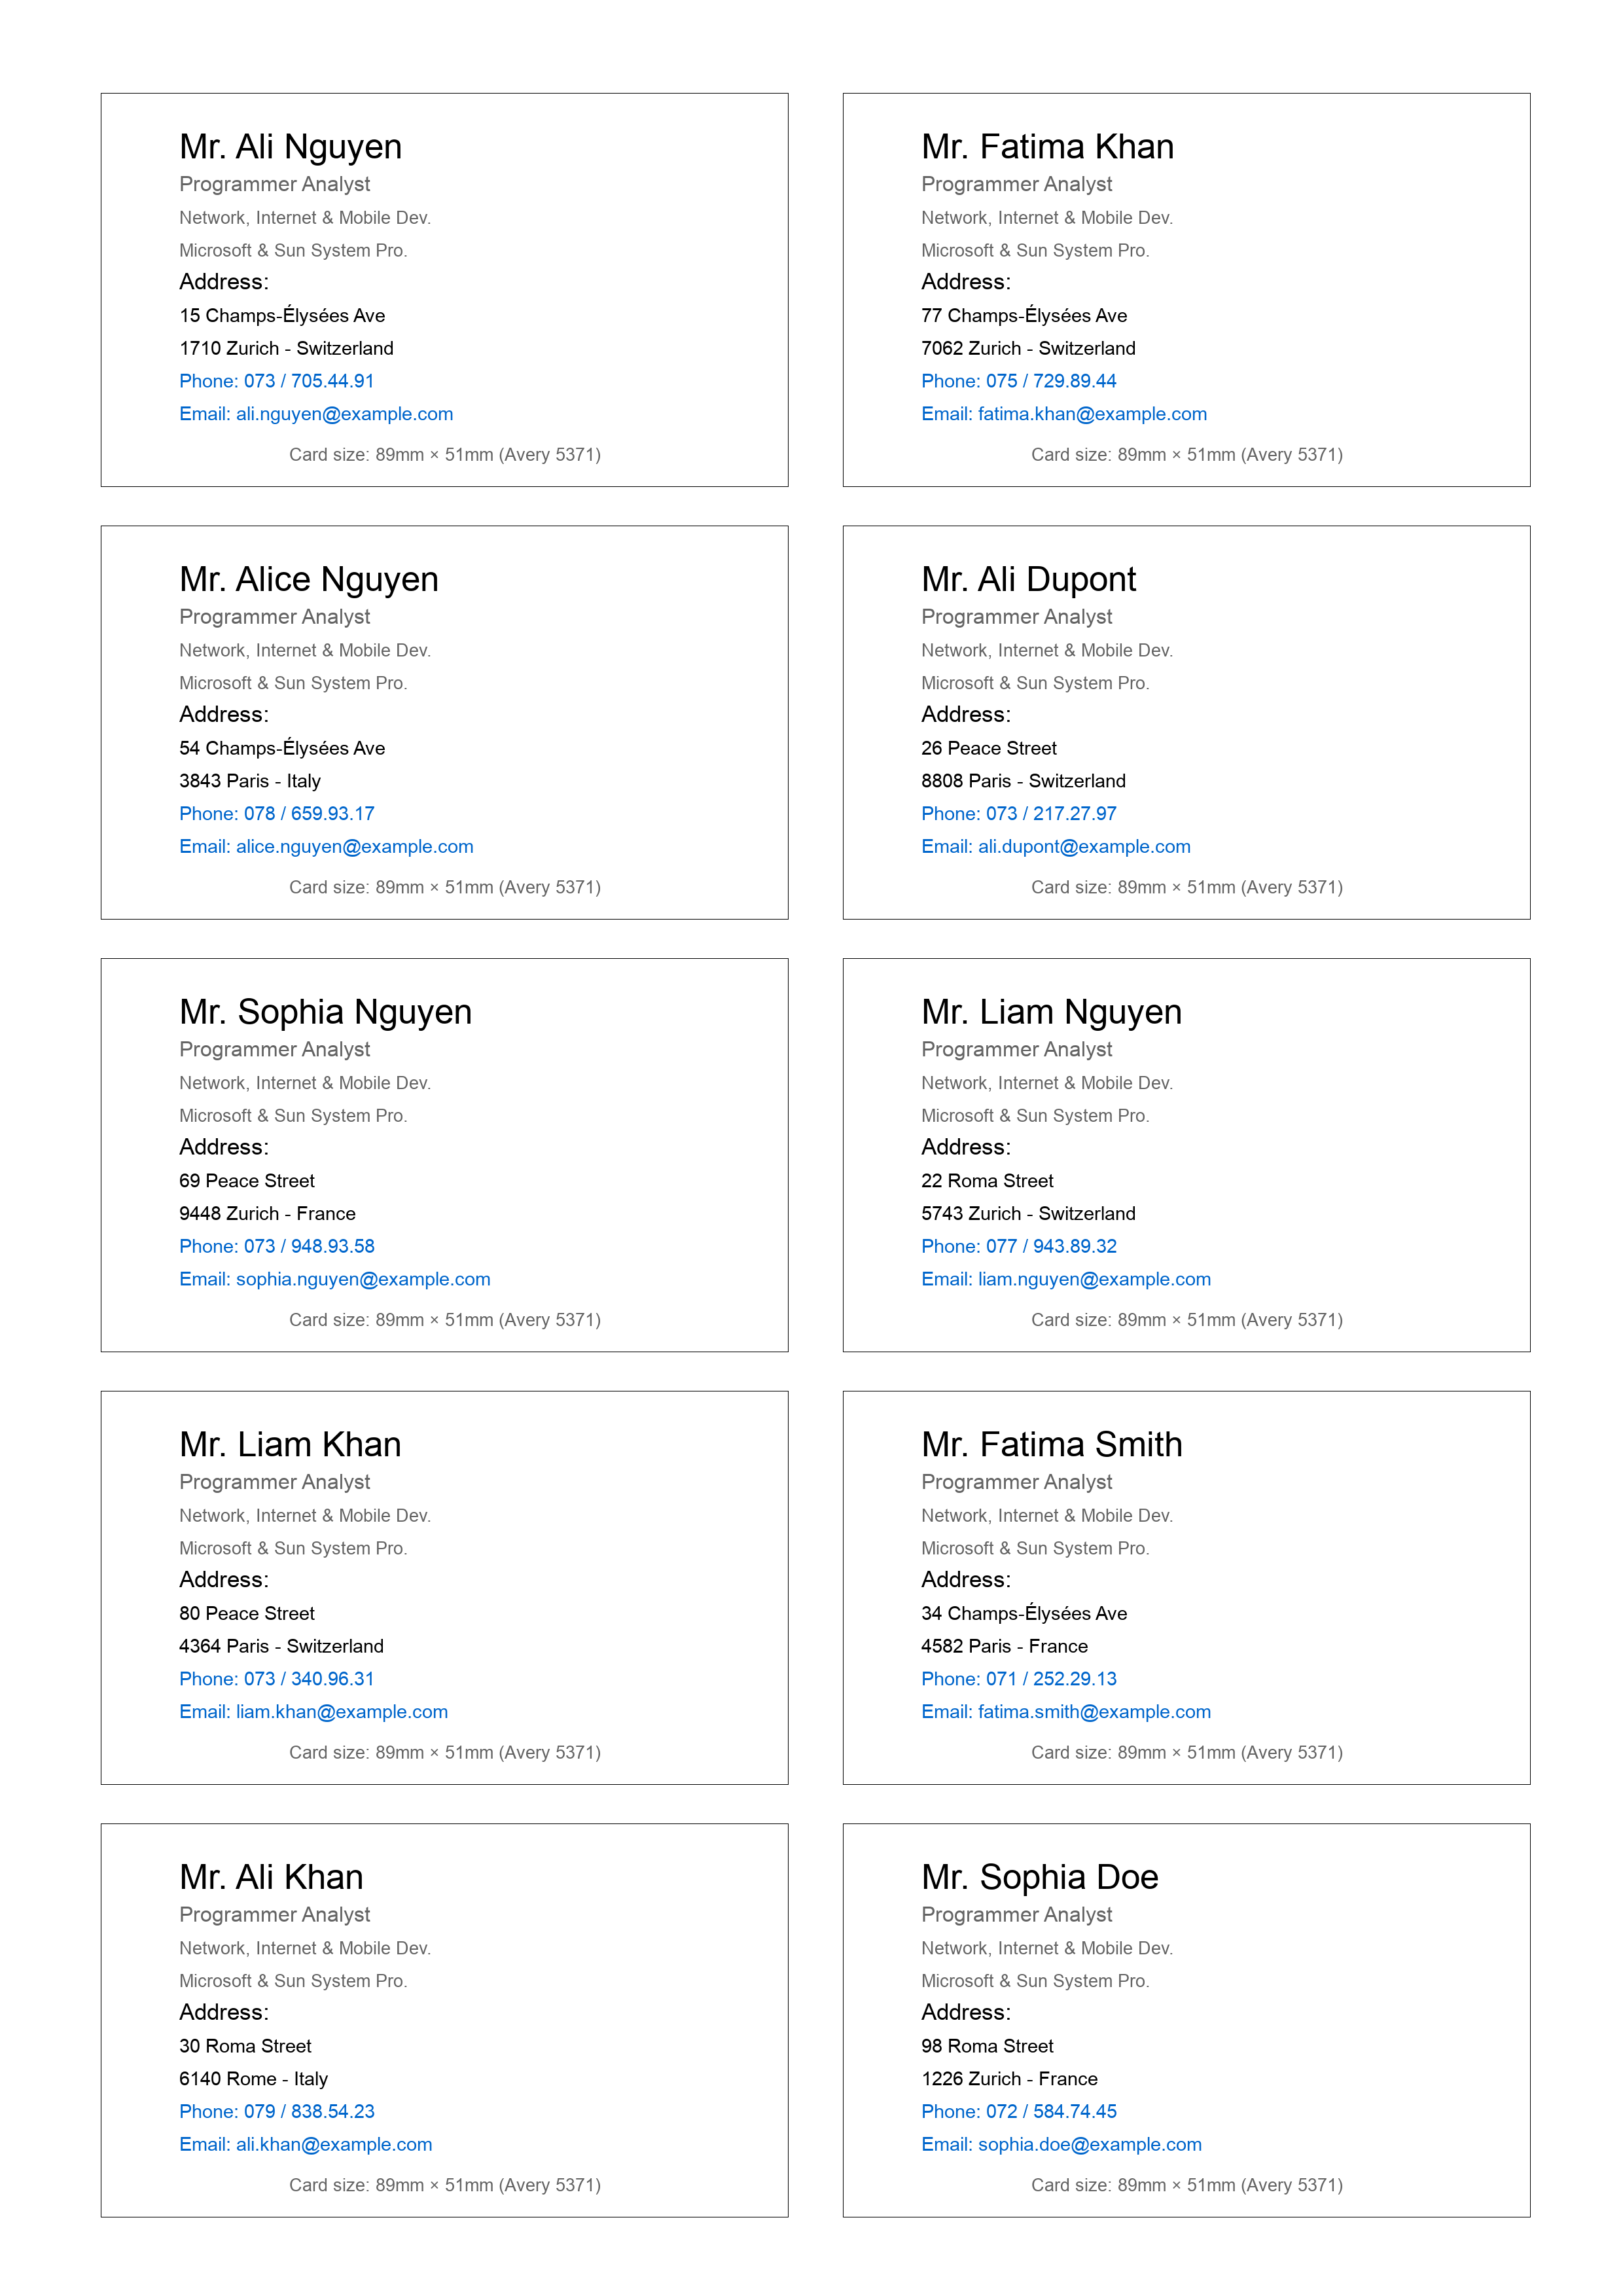 Mr. Ali Nguyen
Programmer Analyst
Network, Internet & Mobile Dev.
Microsoft & Sun System Pro.
Address:
15 Champs-Élysées Ave
1710 Zurich - Switzerland
Phone: 073 / 705.44.91
Email: ali.nguyen@example.com
Card size: 89mm × 51mm (Avery 5371)
Mr. Fatima Khan
Programmer Analyst
Network, Internet & Mobile Dev.
Microsoft & Sun System Pro.
Address:
77 Champs-Élysées Ave
7062 Zurich - Switzerland
Phone: 075 / 729.89.44
Email: fatima.khan@example.com
Card size: 89mm × 51mm (Avery 5371)
Mr. Alice Nguyen
Programmer Analyst
Network, Internet & Mobile Dev.
Microsoft & Sun System Pro.
Address:
54 Champs-Élysées Ave
3843 Paris - Italy
Phone: 078 / 659.93.17
Email: alice.nguyen@example.com
Card size: 89mm × 51mm (Avery 5371)
Mr. Ali Dupont
Programmer Analyst
Network, Internet & Mobile Dev.
Microsoft & Sun System Pro.
Address:
26 Peace Street
8808 Paris - Switzerland
Phone: 073 / 217.27.97
Email: ali.dupont@example.com
Card size: 89mm × 51mm (Avery 5371)
Mr. Sophia Nguyen
Programmer Analyst
Network, Internet & Mobile Dev.
Microsoft & Sun System Pro.
Address:
69 Peace Street
9448 Zurich - France
Phone: 073 / 948.93.58
Email: sophia.nguyen@example.com
Card size: 89mm × 51mm (Avery 5371)
Mr. Liam Nguyen
Programmer Analyst
Network, Internet & Mobile Dev.
Microsoft & Sun System Pro.
Address:
22 Roma Street
5743 Zurich - Switzerland
Phone: 077 / 943.89.32
Email: liam.nguyen@example.com
Card size: 89mm × 51mm (Avery 5371)
Mr. Liam Khan
Programmer Analyst
Network, Internet & Mobile Dev.
Microsoft & Sun System Pro.
Address:
80 Peace Street
4364 Paris - Switzerland
Phone: 073 / 340.96.31
Email: liam.khan@example.com
Card size: 89mm × 51mm (Avery 5371)
Mr. Fatima Smith
Programmer Analyst
Network, Internet & Mobile Dev.
Microsoft & Sun System Pro.
Address:
34 Champs-Élysées Ave
4582 Paris - France
Phone: 071 / 252.29.13
Email: fatima.smith@example.com
Card size: 89mm × 51mm (Avery 5371)
Mr. Ali Khan
Programmer Analyst
Network, Internet & Mobile Dev.
Microsoft & Sun System Pro.
Address:
30 Roma Street
6140 Rome - Italy
Phone: 079 / 838.54.23
Email: ali.khan@example.com
Card size: 89mm × 51mm (Avery 5371)
Mr. Sophia Doe
Programmer Analyst
Network, Internet & Mobile Dev.
Microsoft & Sun System Pro.
Address:
98 Roma Street
1226 Zurich - France
Phone: 072 / 584.74.45
Email: sophia.doe@example.com
Card size: 89mm × 51mm (Avery 5371)